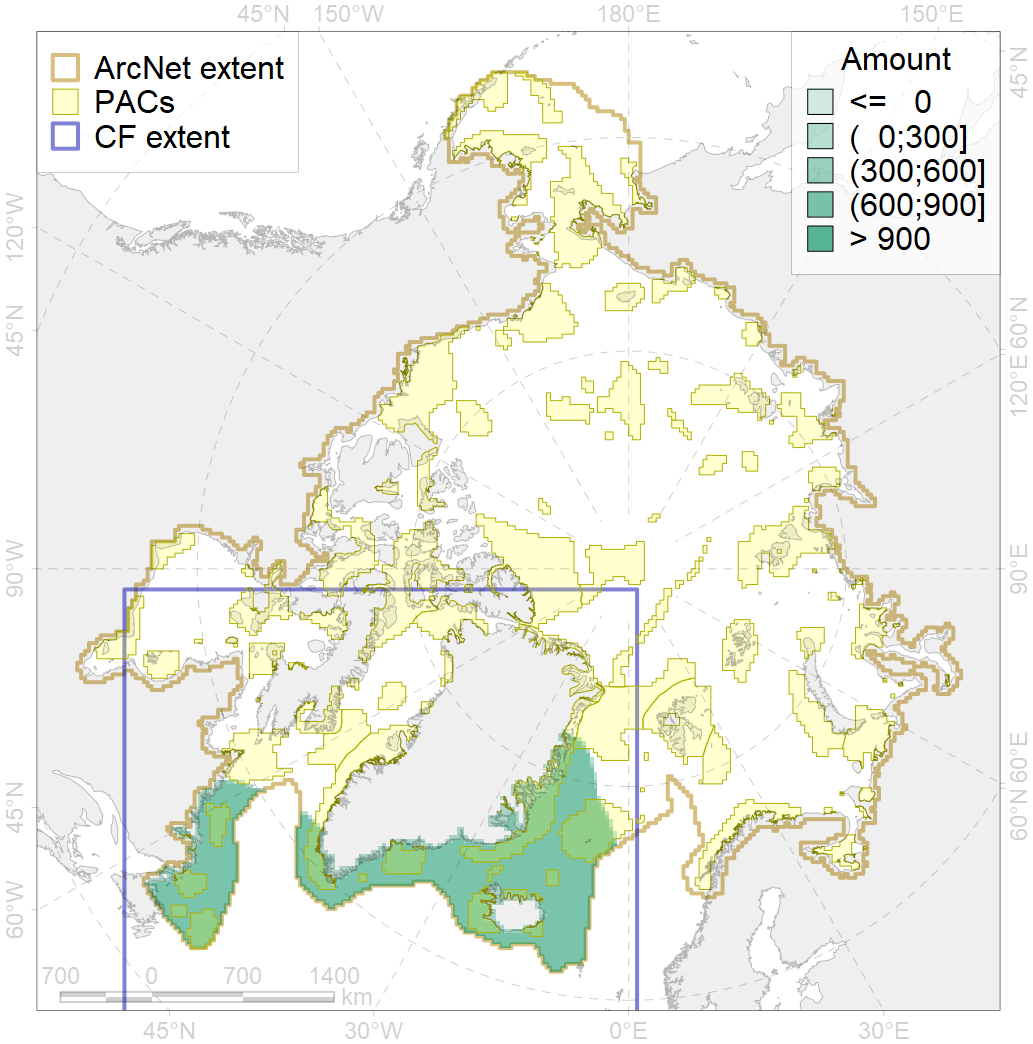 45°N 150°W 180°E 150°E
ArcNet extent
PACs
CF extent
Amount
<= 0
( 0;300]
(300;600]
(600;900]
> 900
120°W
45°N
90°W
45°N
60°W
45°N
60°N
120°E
90°E
60°E
60°N
700 0 700 1400
km
45°N 30°W 0°E 30°E